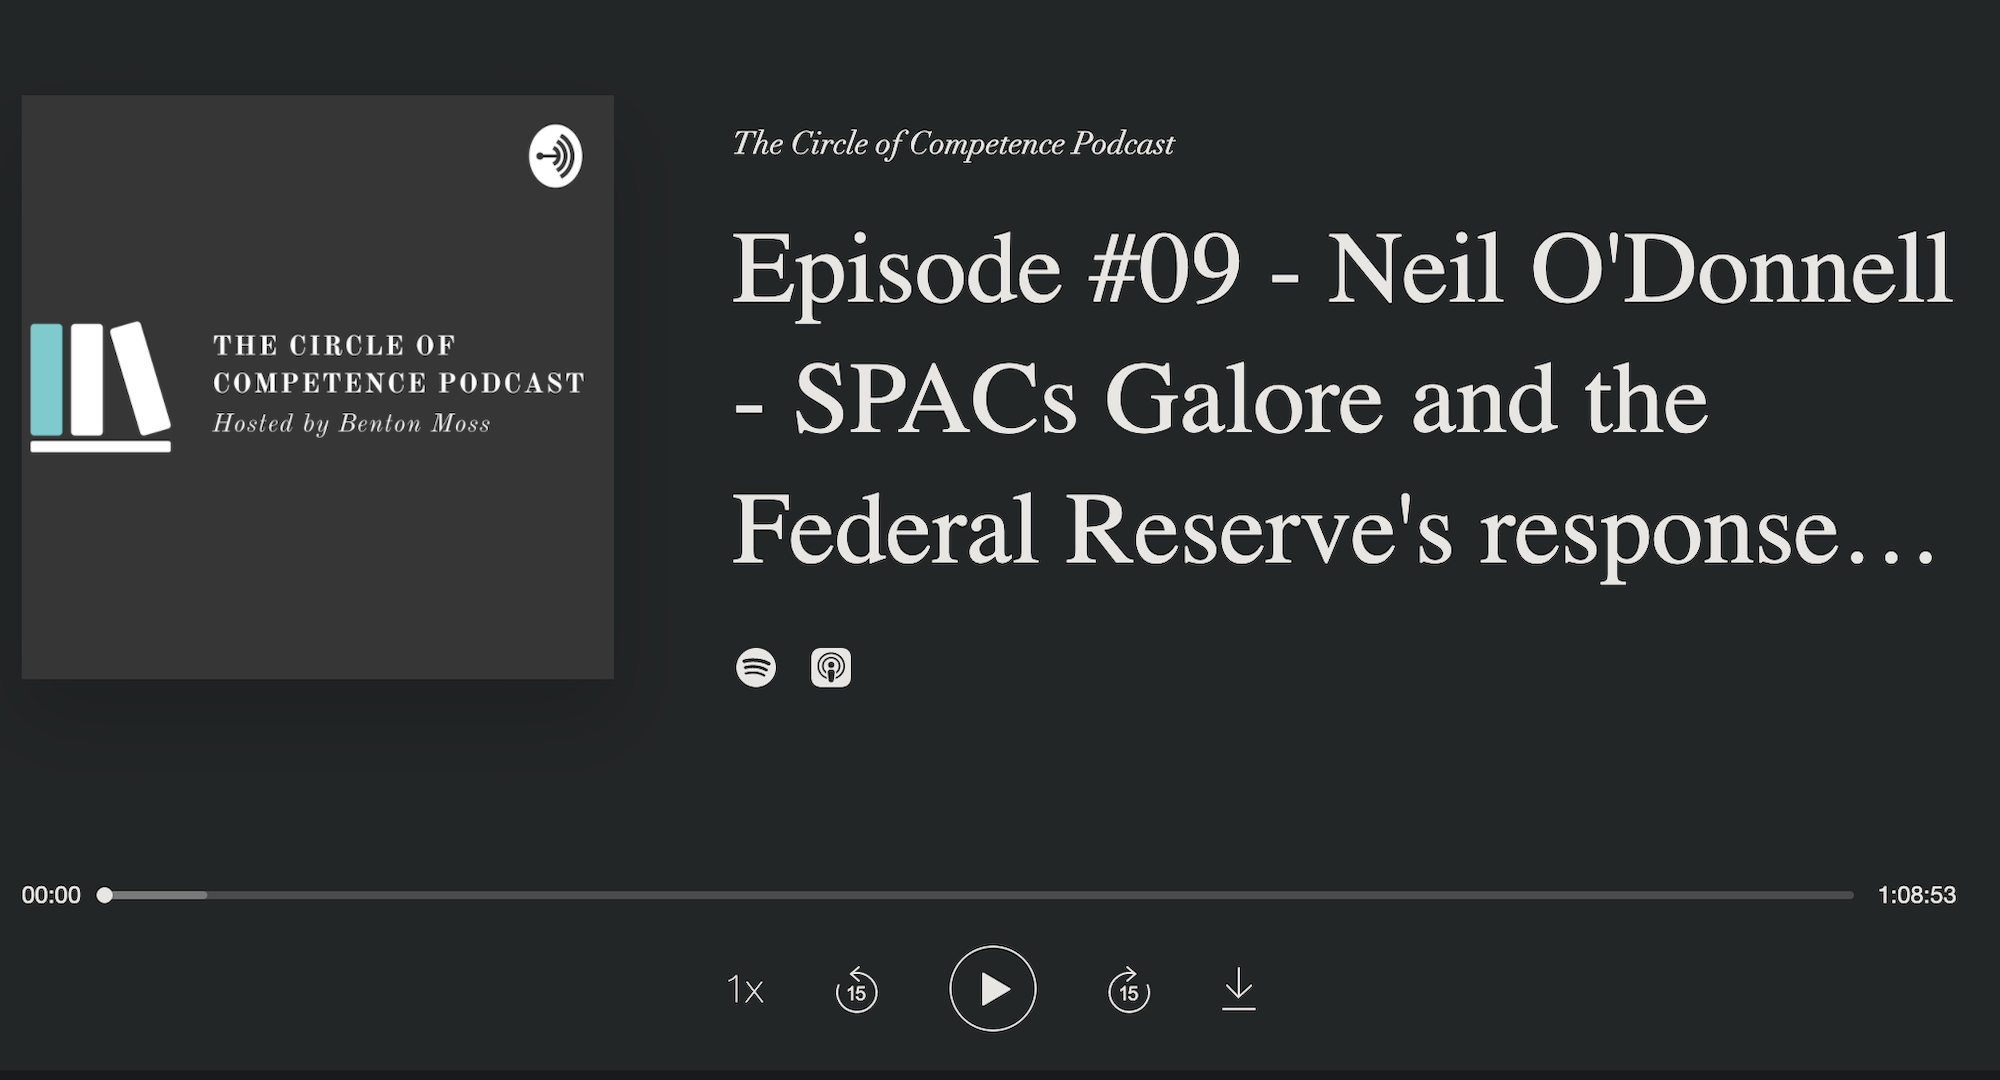 THE CIRCLE OF
COMPETENCE PODCAST
Hosted by Benton Moss
The Circle of Competence Podcast
Episode #09 - Neil O'Donnell
- SPACs Galore and the
Federal Reserve's response...
00:00
1:08:53
1x
15
15